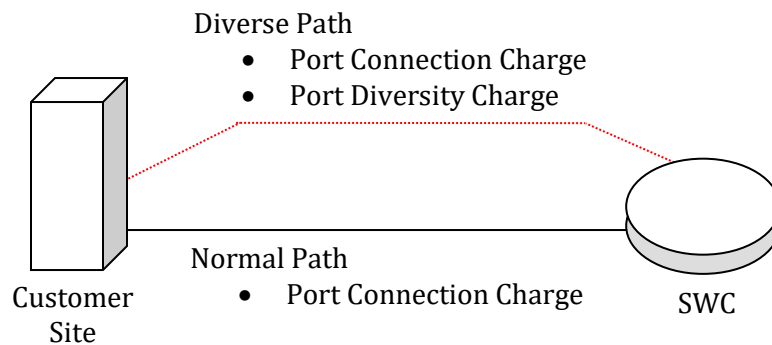 Diverse Path
• Port Connection Charge
• Port Diversity Charge
Normal Path
• Port Connection Charge
Customer
Site
SWC